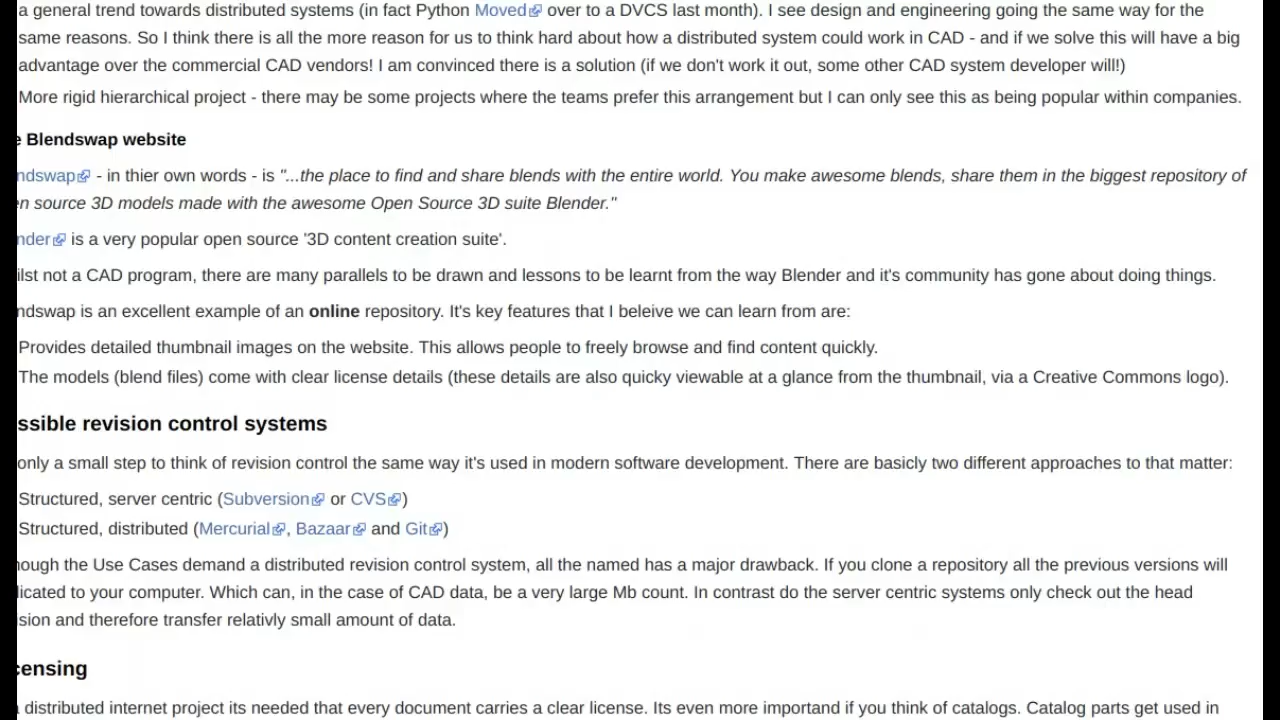 a general trend towards distributed systems (in fact Python Moved over to a DVCS last month). I see design and engineering going the same way for the
same reasons. So I think there is all the more reason for us to think hard about how a distributed system could work in CAD - and if we solve this will have a big
advantage over the commercial CAD vendors! I am convinced there is a solution (if we don't work it out, some other CAD system developer will!)
More rigid hierarchical project - there may be some projects where the teams prefer this arrangement but I can only see this as being popular within companies.
e Blendswap website
ndswap - in thier own words - is "...the place to find and share blends with the entire world. You make awesome blends, share them in the biggest repository of
en source 3D models made with the awesome Open Source 3D suite Blender."
nder is a very popular open source '3D content creation suite'.
ilst not a CAD program, there are many parallels to be drawn and lessons to be learnt from the way Blender and it's community has gone about doing things.
ndswap is an excellent example of an online repository. It's key features that I beleive we can learn from are:
Provides detailed thumbnail images on the website. This allows people to freely browse and find content quickly.
The models (blend files) come with clear license details (these details are also quicky viewable at a glance from the thumbnail, via a Creative Commons logo).
ssible revision control systems
only a small step to think of revision control the same way it's used in modern software development. There are basicly two different approaches to that matter:
Structured, server centric (Subversion or CVS)
Structured, distributed (Mercurial, Bazaar and Git)
hough the Use Cases demand a distributed revision control system, all the named has a major drawback. If you clone a repository all the previous versions will
licated to your computer. Which can, in the case of CAD data, be a very large Mb count. In contrast do the server centric systems only check out the head
sion and therefore transfer relativly small amount of data.
censing
a distributed internet project its needed that every document carries a clear license. Its even more importand if you think of catalogs. Catalog parts get used in